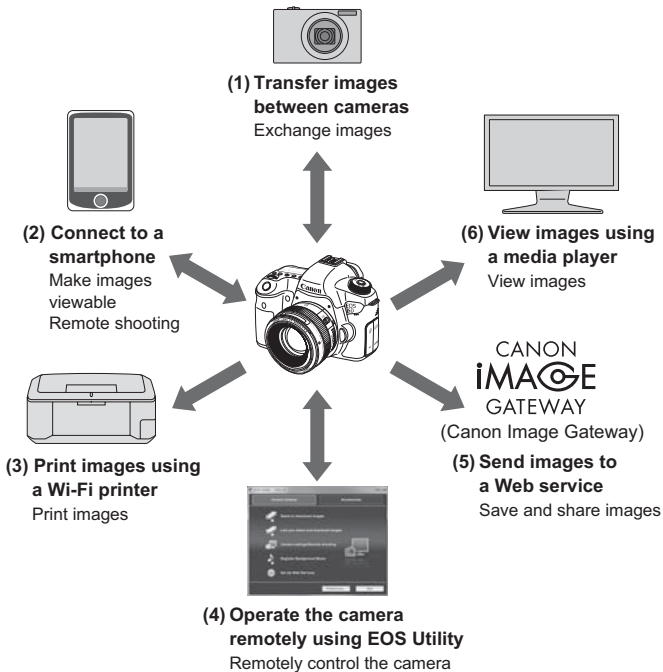 (1) Transfer images
between cameras
Exchange images
(2) Connect to a
smartphone
Make images
viewable
Remote shooting
(6) View images using
a media player
View images
Canon
EOS
CANON
iMAGE
GATEWAY
(Canon Image Gateway)
(3) Print images using
a Wi-Fi printer
Print images
(5) Send images to
a Web service
Save and share images
(4) Operate the camera
remotely using EOS Utility
Remotely control the camera